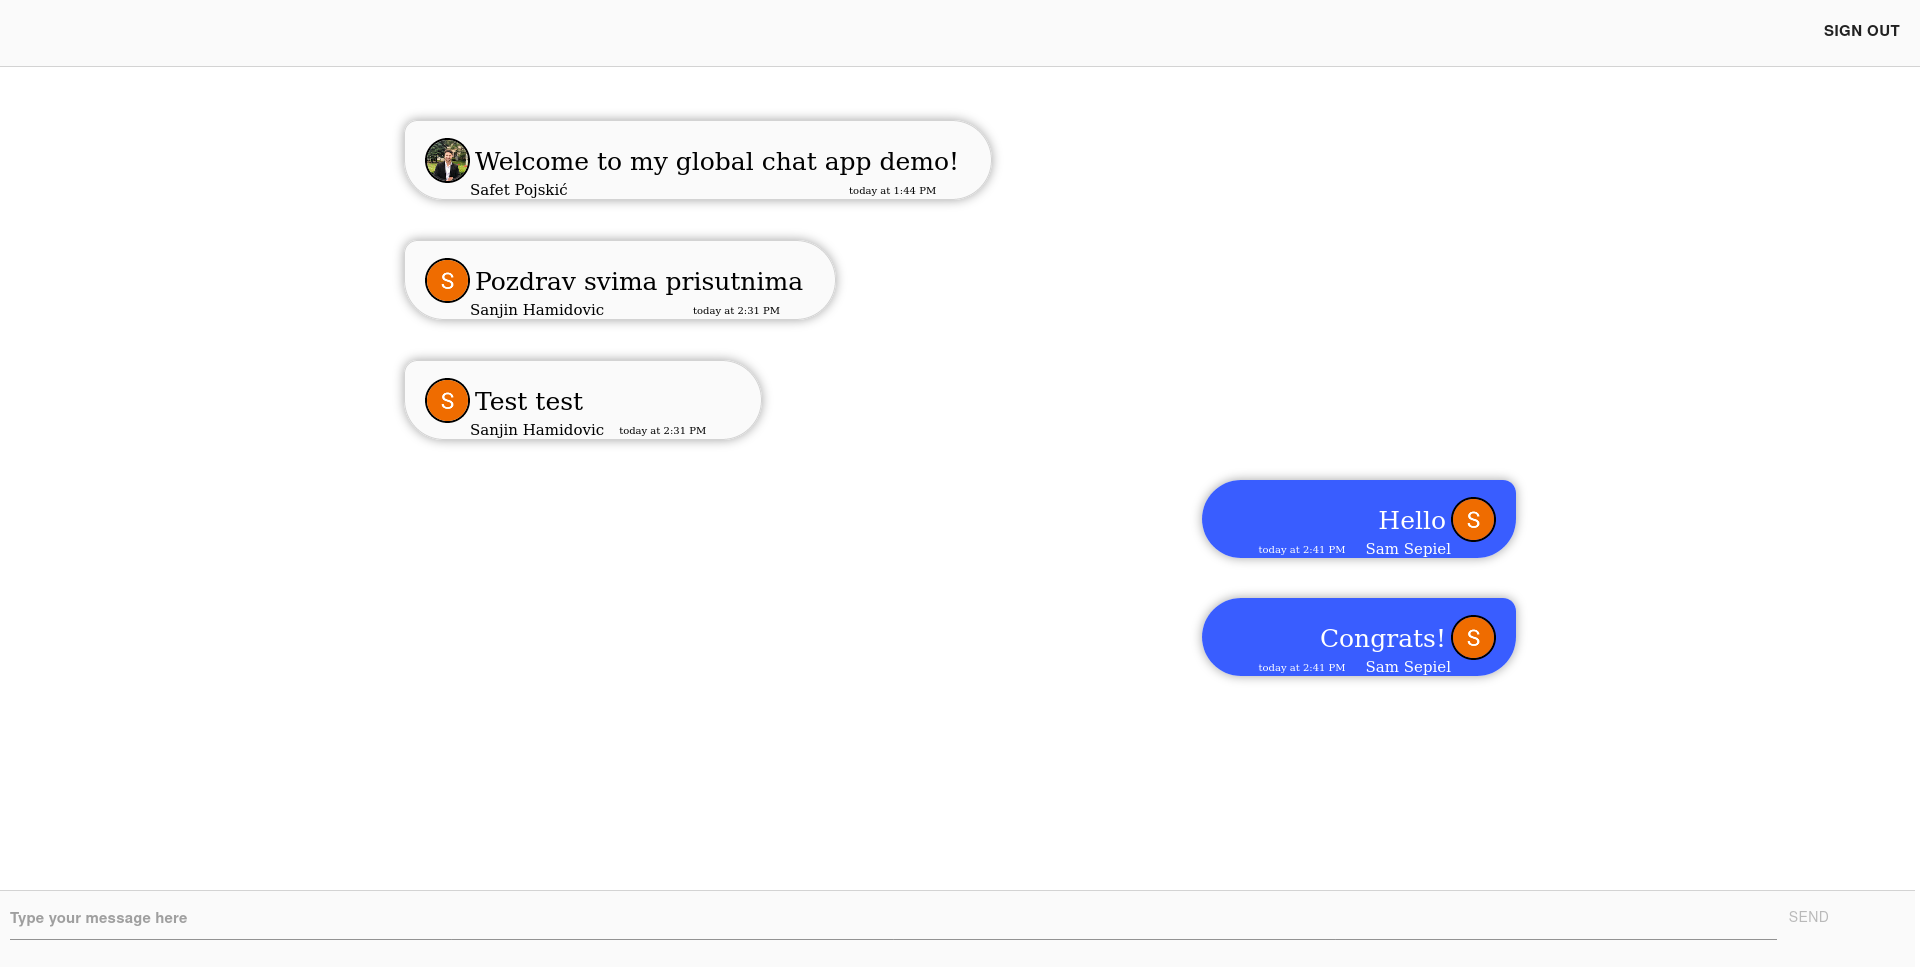 SIGN OUT
Welcome to my global chat app demo!
Safet Pojskić today at 1:44 PM
S Pozdrav svima prisutnima
Sanjin Hamidovic today at 2:31 PM
S Test test
Sanjin Hamidovic today at 2:31 PM
Hello S
today at 2:41 PM Sam Sepiel
Congrats! S
today at 2:41 PM Sam Sepiel
Type your message here SEND